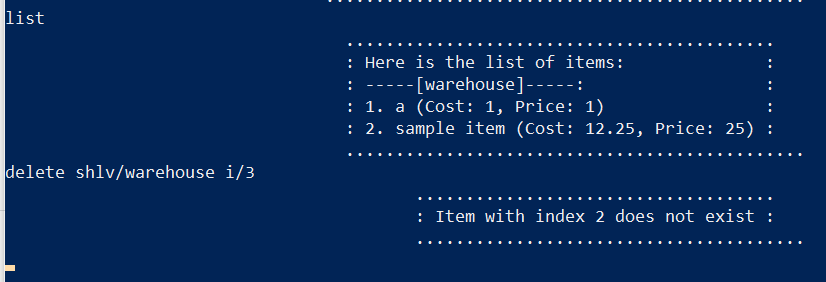 ................................................
list
...........................................
: Here is the list of items: :
: -----[warehouse]-----: :
: 1. a (Cost: 1, Price: 1) :
: 2. sample item (Cost: 12.25, Price: 25) :
..............................................
delete shlv/warehouse i/3
....................................
: Item with index 2 does not exist :
.......................................